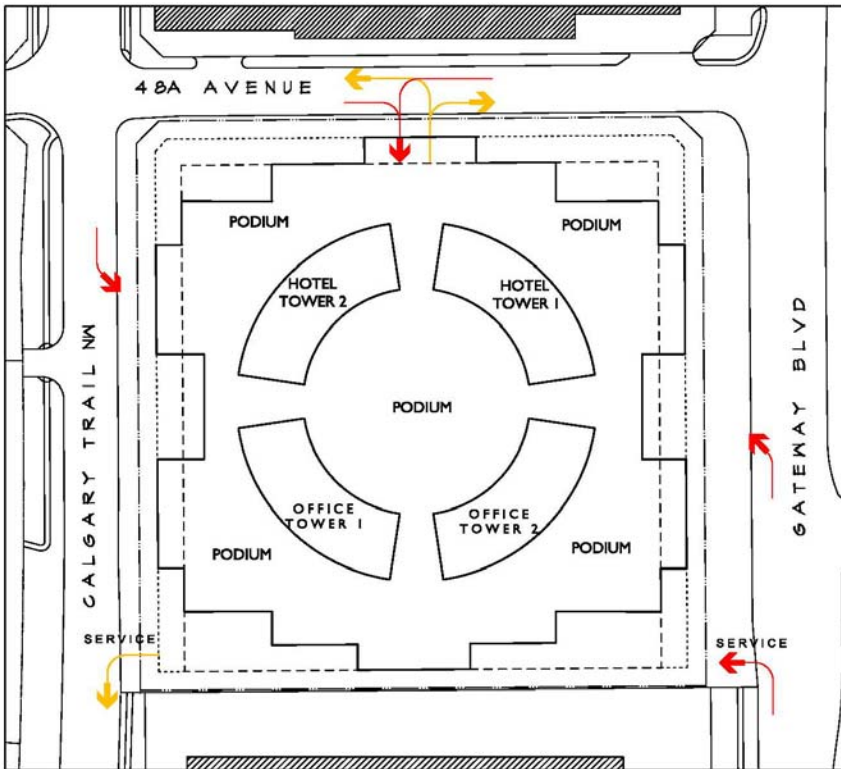 48A AVENUE
PODIUM
PODIUM
HOTEL
TOWER 2
HOTEL
TOWER 1
CALGARY TRAIL NW
PODIUM
GATEWAY BLVD
OFFICE
TOWER 1
OFFICE
TOWER 2
PODIUM
PODIUM
SERVICE
SERVICE